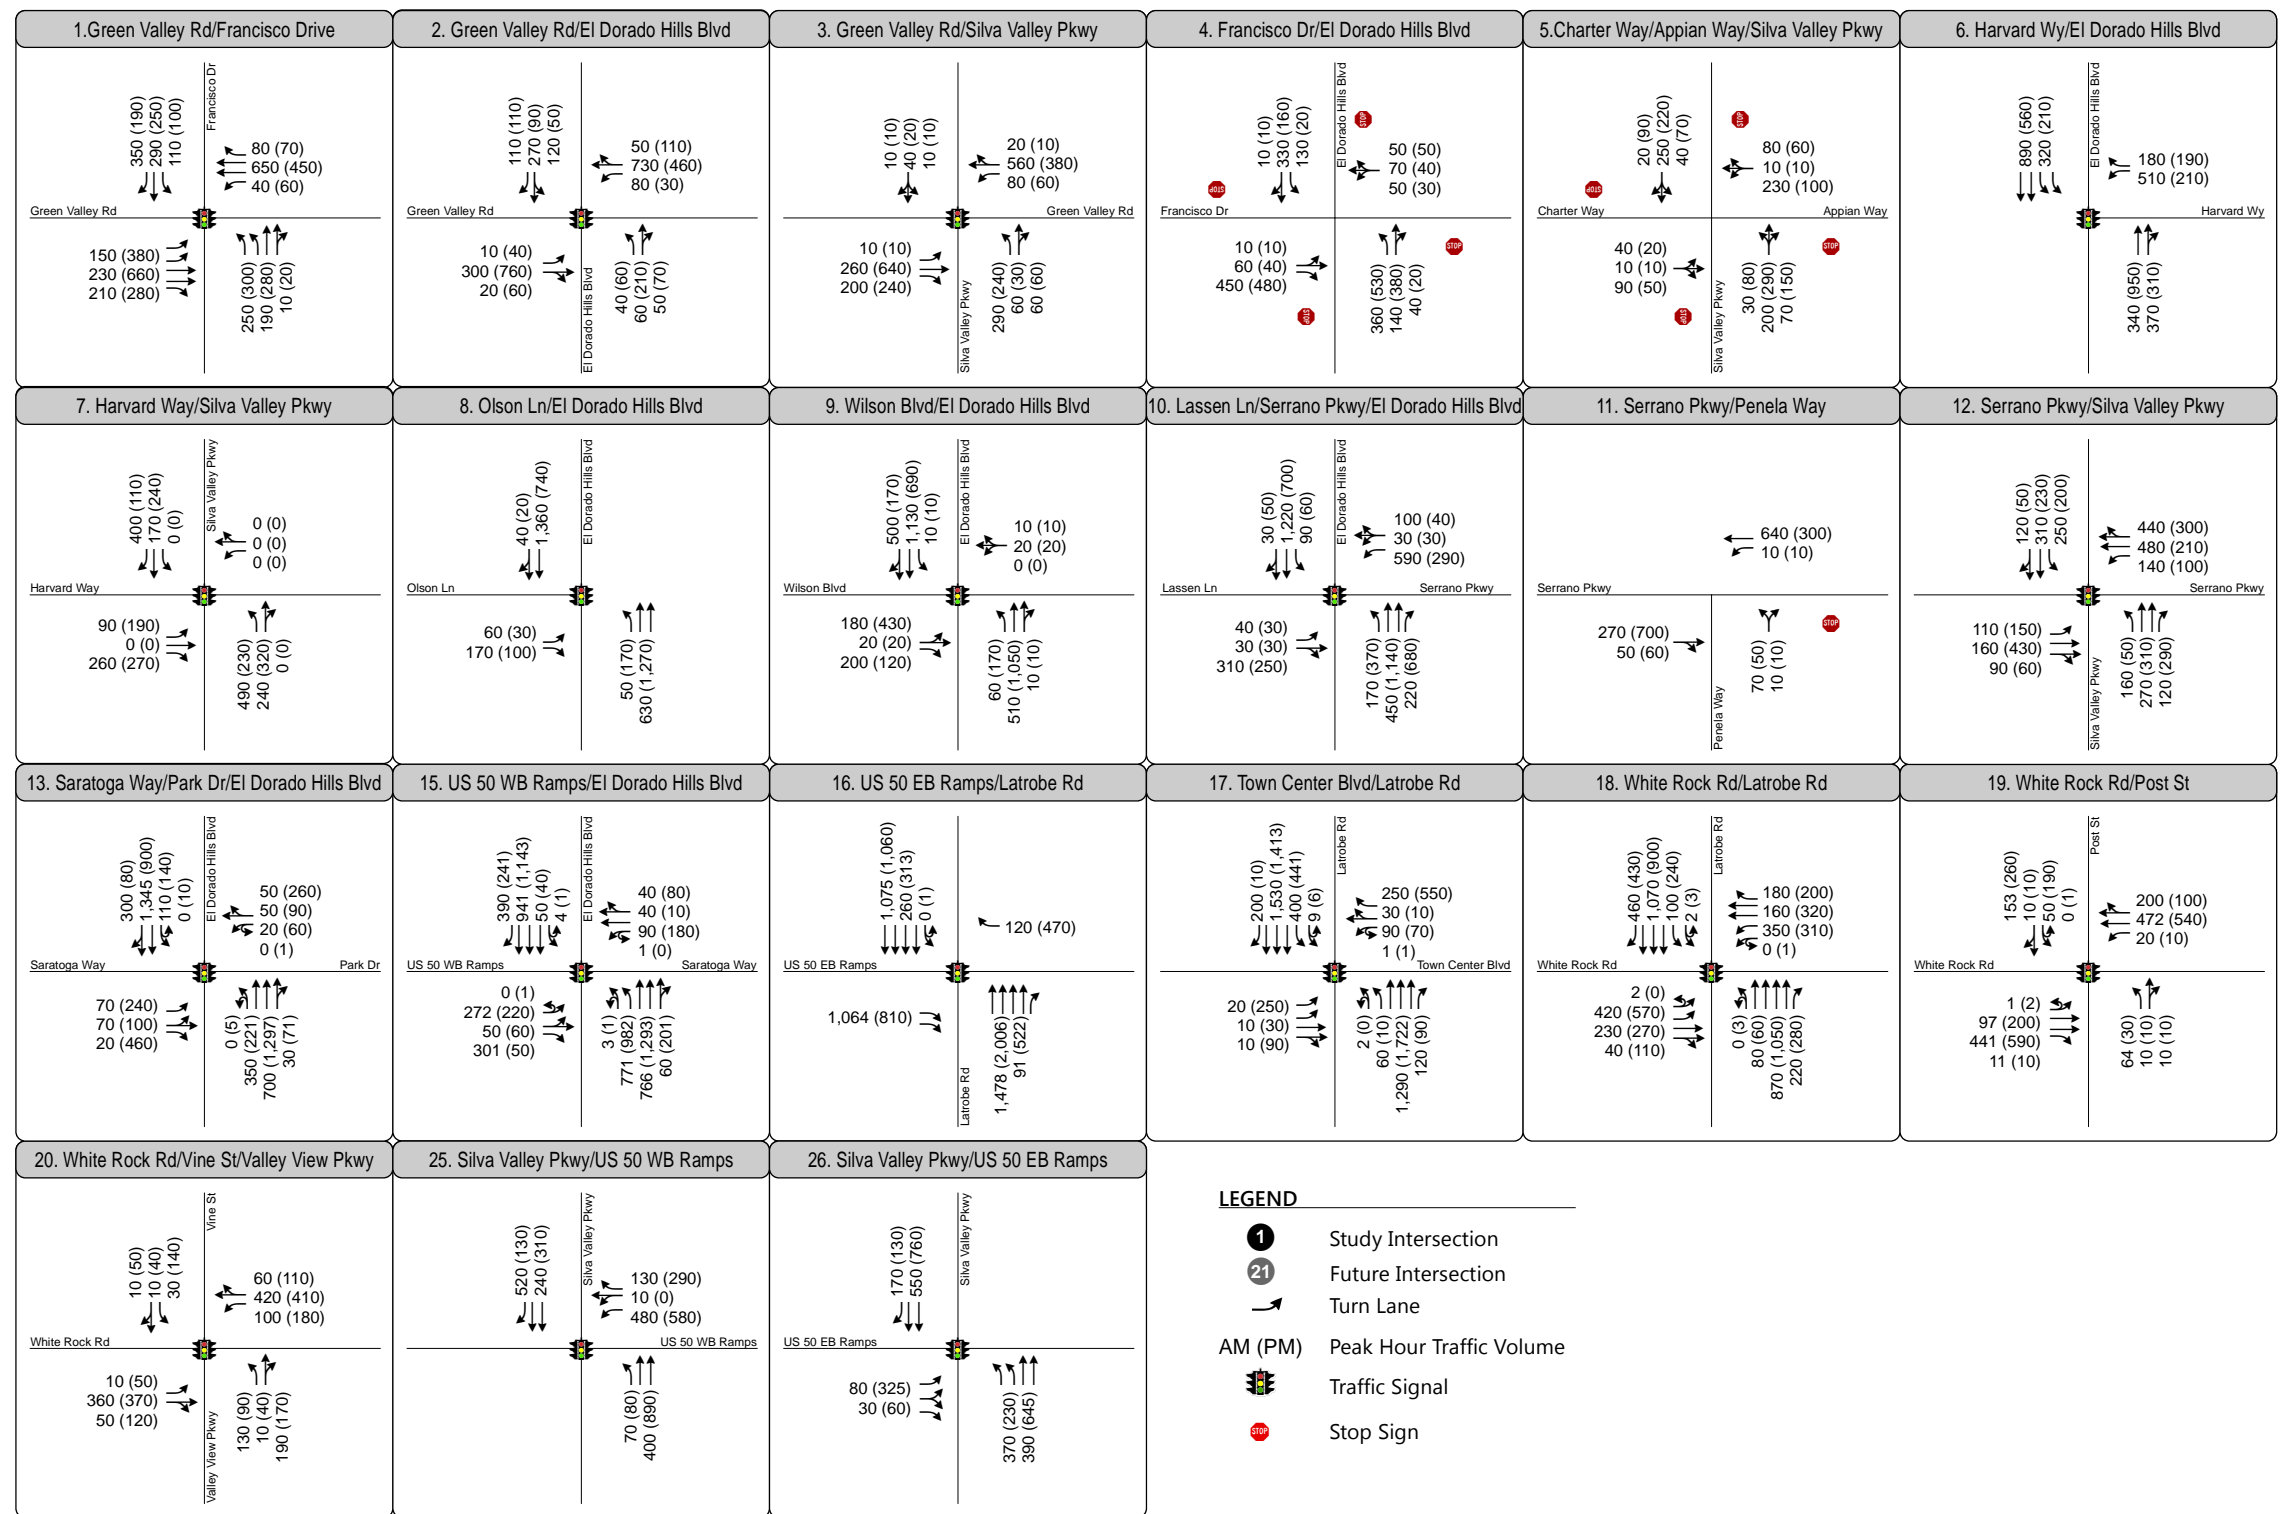 1.Green Valley Rd/Francisco Drive
350 (190)
290 (250)
110 (100)
Francisco Dr
80 (70)
650 (450)
40 (60)
Green Valley Rd
150 (380)
230 (660)
210 (280)
250 (300)
190 (280)
10 (20)
2. Green Valley Rd/El Dorado Hills Blvd
110 (110)
270 (90)
120 (50)
50 (110)
730 (460)
80 (30)
Green Valley Rd
10 (40)
300 (760)
20 (60)
El Dorado Hills Blvd
40 (60)
60 (210)
50 (70)
3. Green Valley Rd/Silva Valley Pkwy
10 (10)
40 (20)
10 (10)
20 (10)
560 (380)
80 (60)
Green Valley Rd
10 (10)
260 (640)
200 (240)
Silva Valley Pkwy
290 (240)
60 (30)
60 (60)
4. Francisco Dr/El Dorado Hills Blvd
10 (10)
330 (160)
130 (20)
El Dorado Hills Blvd
STOP
50 (50)
70 (40)
50 (30)
STOP
Francisco Dr
10 (10)
60 (40)
450 (480)
STOP
STOP
360 (530)
140 (380)
40 (20)
5.Charter Way/Appian Way/Silva Valley Pkwy
20 (90)
250 (220)
40 (70)
STOP
80 (60)
10 (10)
230 (100)
STOP
Charter Way
Appian Way
40 (20)
10 (10)
90 (50)
STOP
STOP
Silva Valley Pkwy
30 (80)
200 (290)
70 (150)
6. Harvard Wy/El Dorado Hills Blvd
890 (560)
320 (210)
El Dorado Hills Blvd
180 (190)
510 (210)
Harvard Wy
340 (950)
370 (310)
7. Harvard Way/Silva Valley Pkwy
400 (110)
170 (240)
0 (0)
Silva Valley Pkwy
0 (0)
0 (0)
0 (0)
Harvard Way
90 (190)
0 (0)
260 (270)
490 (230)
240 (320)
0 (0)
8. Olson Ln/El Dorado Hills Blvd
40 (20)
1,360 (740)
El Dorado Hills Blvd
Olson Ln
60 (30)
170 (100)
50 (170)
630 (1,270)
9. Wilson Blvd/El Dorado Hills Blvd
500 (170)
1,130 (690)
10 (10)
El Dorado Hills Blvd
10 (10)
20 (20)
0 (0)
Wilson Blvd
180 (430)
20 (20)
200 (120)
60 (170)
510 (1,050)
10 (10)
10. Lassen Ln/Serrano Pkwy/El Dorado Hills Blvd
30 (50)
1,220 (700)
90 (60)
El Dorado Hills Blvd
100 (40)
30 (30)
590 (290)
Lassen Ln
Serrano Pkwy
40 (30)
30 (30)
310 (250)
170 (370)
450 (1,140)
220 (680)
11. Serrano Pkwy/Penela Way
640 (300)
10 (10)
Serrano Pkwy
270 (700)
50 (60)
STOP
Penela Way
70 (50)
10 (10)
12. Serrano Pkwy/Silva Valley Pkwy
120 (50)
310 (230)
250 (200)
440 (300)
480 (210)
140 (100)
Serrano Pkwy
110 (150)
160 (430)
90 (60)
Silva Valley Pkwy
160 (50)
270 (310)
120 (290)
13. Saratoga Way/Park Dr/El Dorado Hills Blvd
300 (80)
1,345 (900)
110 (140)
0 (10)
El Dorado Hills Blvd
50 (260)
50 (90)
20 (60)
0 (1)
Saratoga Way
Park Dr
70 (240)
70 (100)
20 (460)
0 (5)
350 (221)
700 (1,297)
30 (71)
15. US 50 WB Ramps/El Dorado Hills Blvd
390 (241)
941 (1,143)
50 (40)
4 (1)
El Dorado Hills Blvd
40 (80)
40 (10)
90 (180)
1 (0)
US 50 WB Ramps
Saratoga Way
0 (1)
272 (220)
50 (60)
301 (50)
3 (1)
771 (982)
766 (1,293)
60 (201)
16. US 50 EB Ramps/Latrobe Rd
1,075 (1,060)
260 (313)
0 (1)
120 (470)
US 50 EB Ramps
1,064 (810)
Latrobe Rd
1,478 (2,006)
91 (522)
17. Town Center Blvd/Latrobe Rd
200 (10)
1,530 (1,413)
400 (441)
9 (6)
Latrobe Rd
250 (550)
30 (10)
90 (70)
1 (1)
Town Center Blvd
20 (250)
10 (30)
10 (90)
2 (0)
60 (10)
1,290 (1,722)
120 (90)
18. White Rock Rd/Latrobe Rd
460 (430)
1,070 (900)
100 (240)
2 (3)
Latrobe Rd
180 (200)
160 (320)
350 (310)
0 (1)
White Rock Rd
2 (0)
420 (570)
230 (270)
40 (110)
0 (3)
80 (60)
870 (1,050)
220 (280)
19. White Rock Rd/Post St
153 (260)
10 (10)
50 (190)
0 (1)
Post St
200 (100)
472 (540)
20 (10)
White Rock Rd
1 (2)
97 (200)
441 (590)
11 (10)
64 (30)
10 (10)
10 (10)
20. White Rock Rd/Vine St/Valley View Pkwy
10 (50)
10 (40)
30 (140)
Vine St
60 (110)
420 (410)
100 (180)
White Rock Rd
10 (50)
360 (370)
50 (120)
Valley View Pkwy
130 (90)
10 (40)
190 (170)
25. Silva Valley Pkwy/US 50 WB Ramps
520 (130)
240 (310)
Silva Valley Pkwy
130 (290)
10 (0)
480 (580)
US 50 WB Ramps
70 (80)
400 (890)
26. Silva Valley Pkwy/US 50 EB Ramps
170 (130)
550 (760)
Silva Valley Pkwy
US 50 EB Ramps
80 (325)
30 (60)
370 (230)
390 (645)
LEGEND
1 Study Intersection
21 Future Intersection
Turn Lane
AM (PM) Peak Hour Traffic Volume
Traffic Signal
STOP Stop Sign